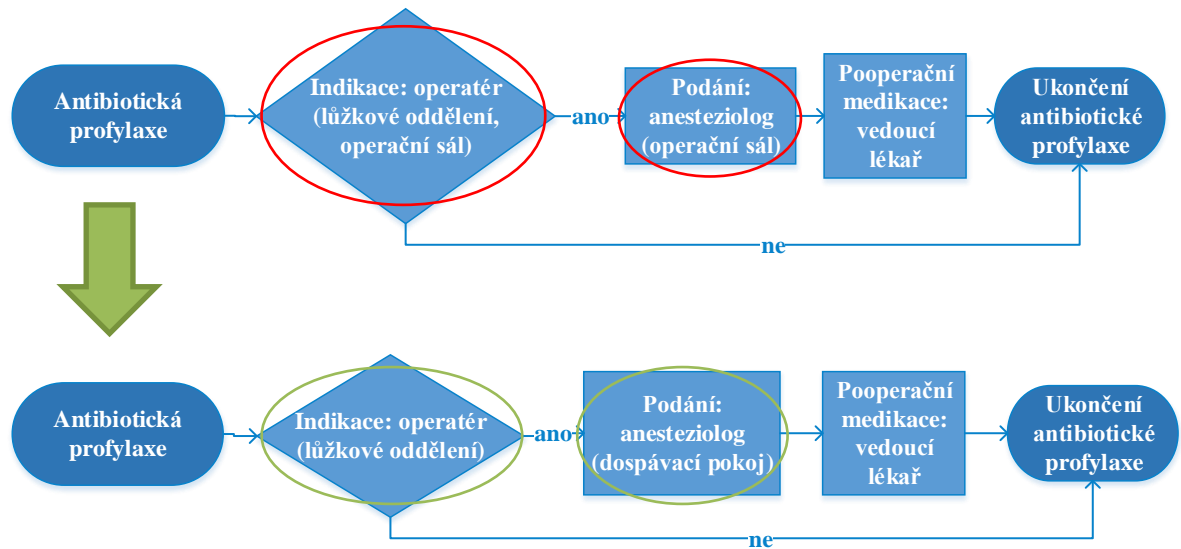 Antibiotická
profylaxe
Indikace: operatér
(lůžkové oddělení,
operační sál)
ano
Podání:
anesteziolog
(operační sál)
Pooperační
medikace:
vedoucí
lékař
Ukončení
antibiotické
profylaxe
ne
Antibiotická
profylaxe
Indikace: operatér
(lůžkové oddělení)
ano
Podání:
anesteziolog
(dospávací pokoj)
Pooperační
medikace:
vedoucí
lékař
Ukončení
antibiotické
profylaxe
ne